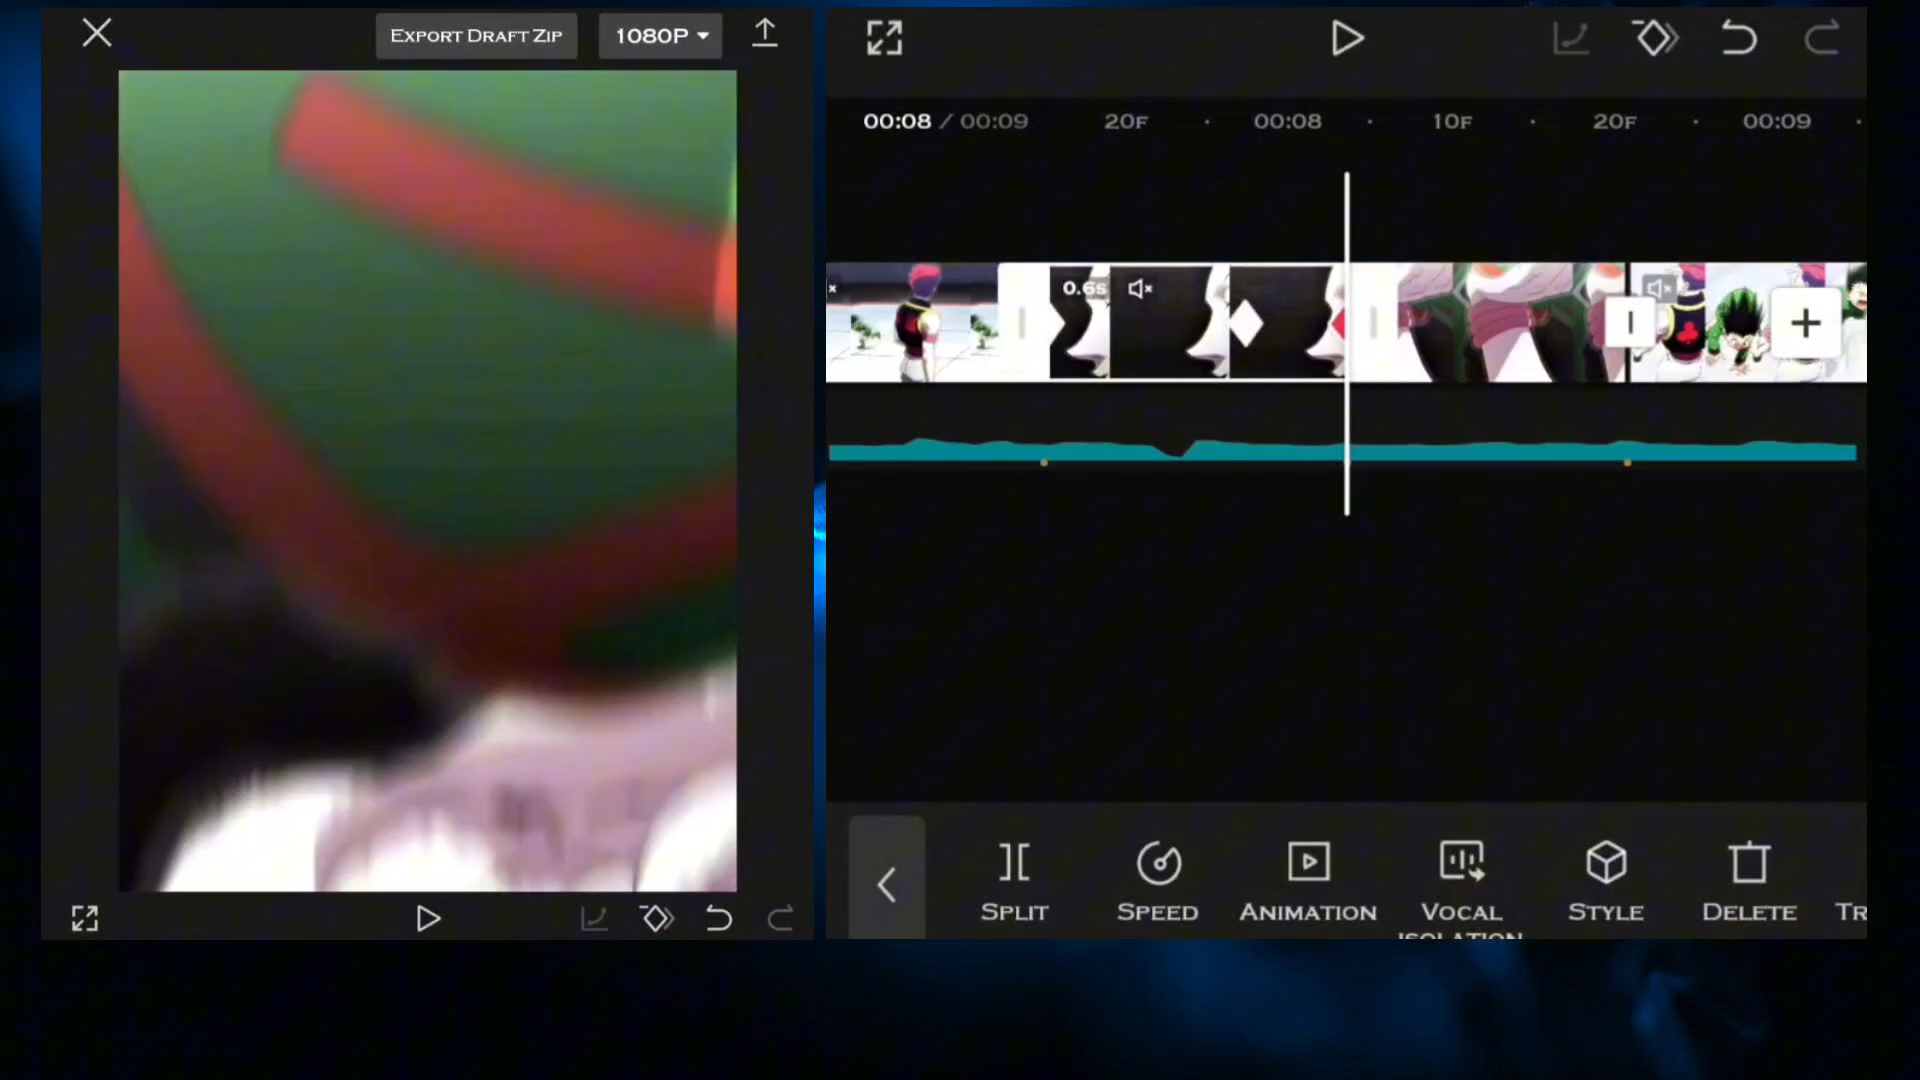 EXPORT DRAFT ZIP
1080P
00:08 / 00:09
20F
00:08
10F
20F
00:09
0.6s
SPLIT
SPEED
ANIMATION
VOCAL
ISOLATION
STYLE
DELETE
TR